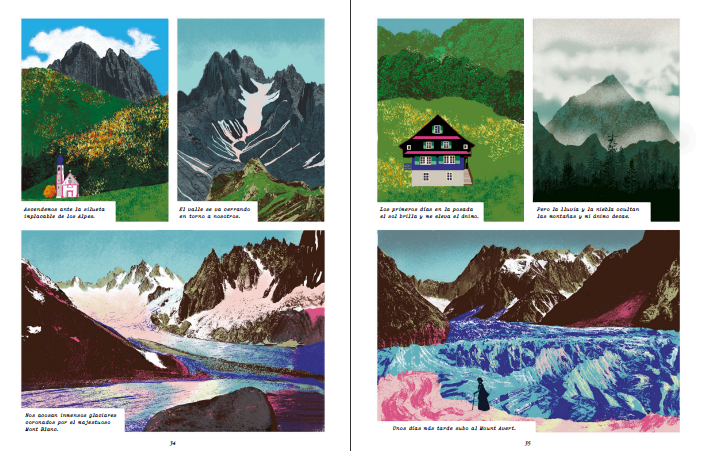 Ascendemos ante la silueta
implacable de los Alpes.
El valle se va cerrando
en torno a nosotros.
Nos acosan inmensos glaciares
coronados por el majestuoso
Mont Blanc.
34
Los primeros días en la posada
el sol brilla y me eleva el ánimo.
Pero la lluvia y la niebla ocultan
las montañas y mi ánimo decae.
Unos días más tarde subo al Mount Anvert.
35